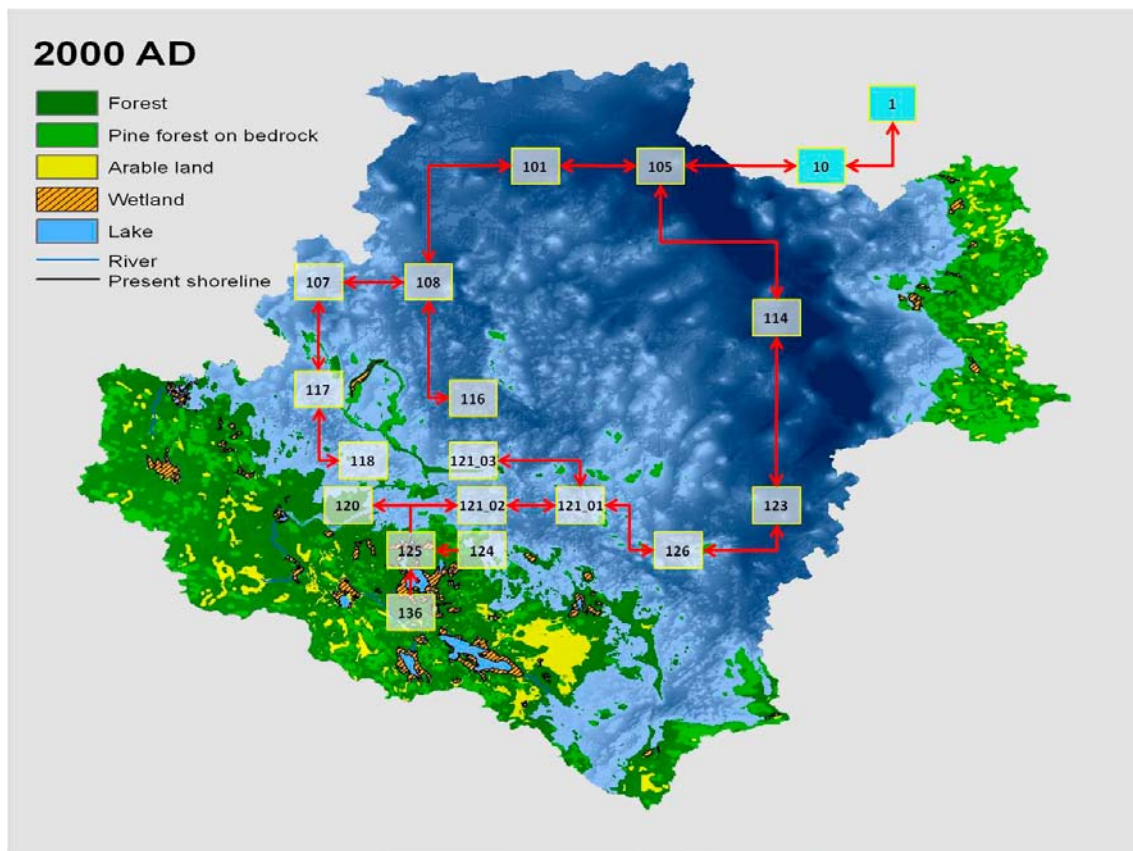 2000 AD
Forest
Pine forest on bedrock
Arable land
Wetland
Lake
River
Present shoreline
1
101
105
10
107
108
114
117
116
118
121_03
120
121_02
121_01
123
125
124
126
136